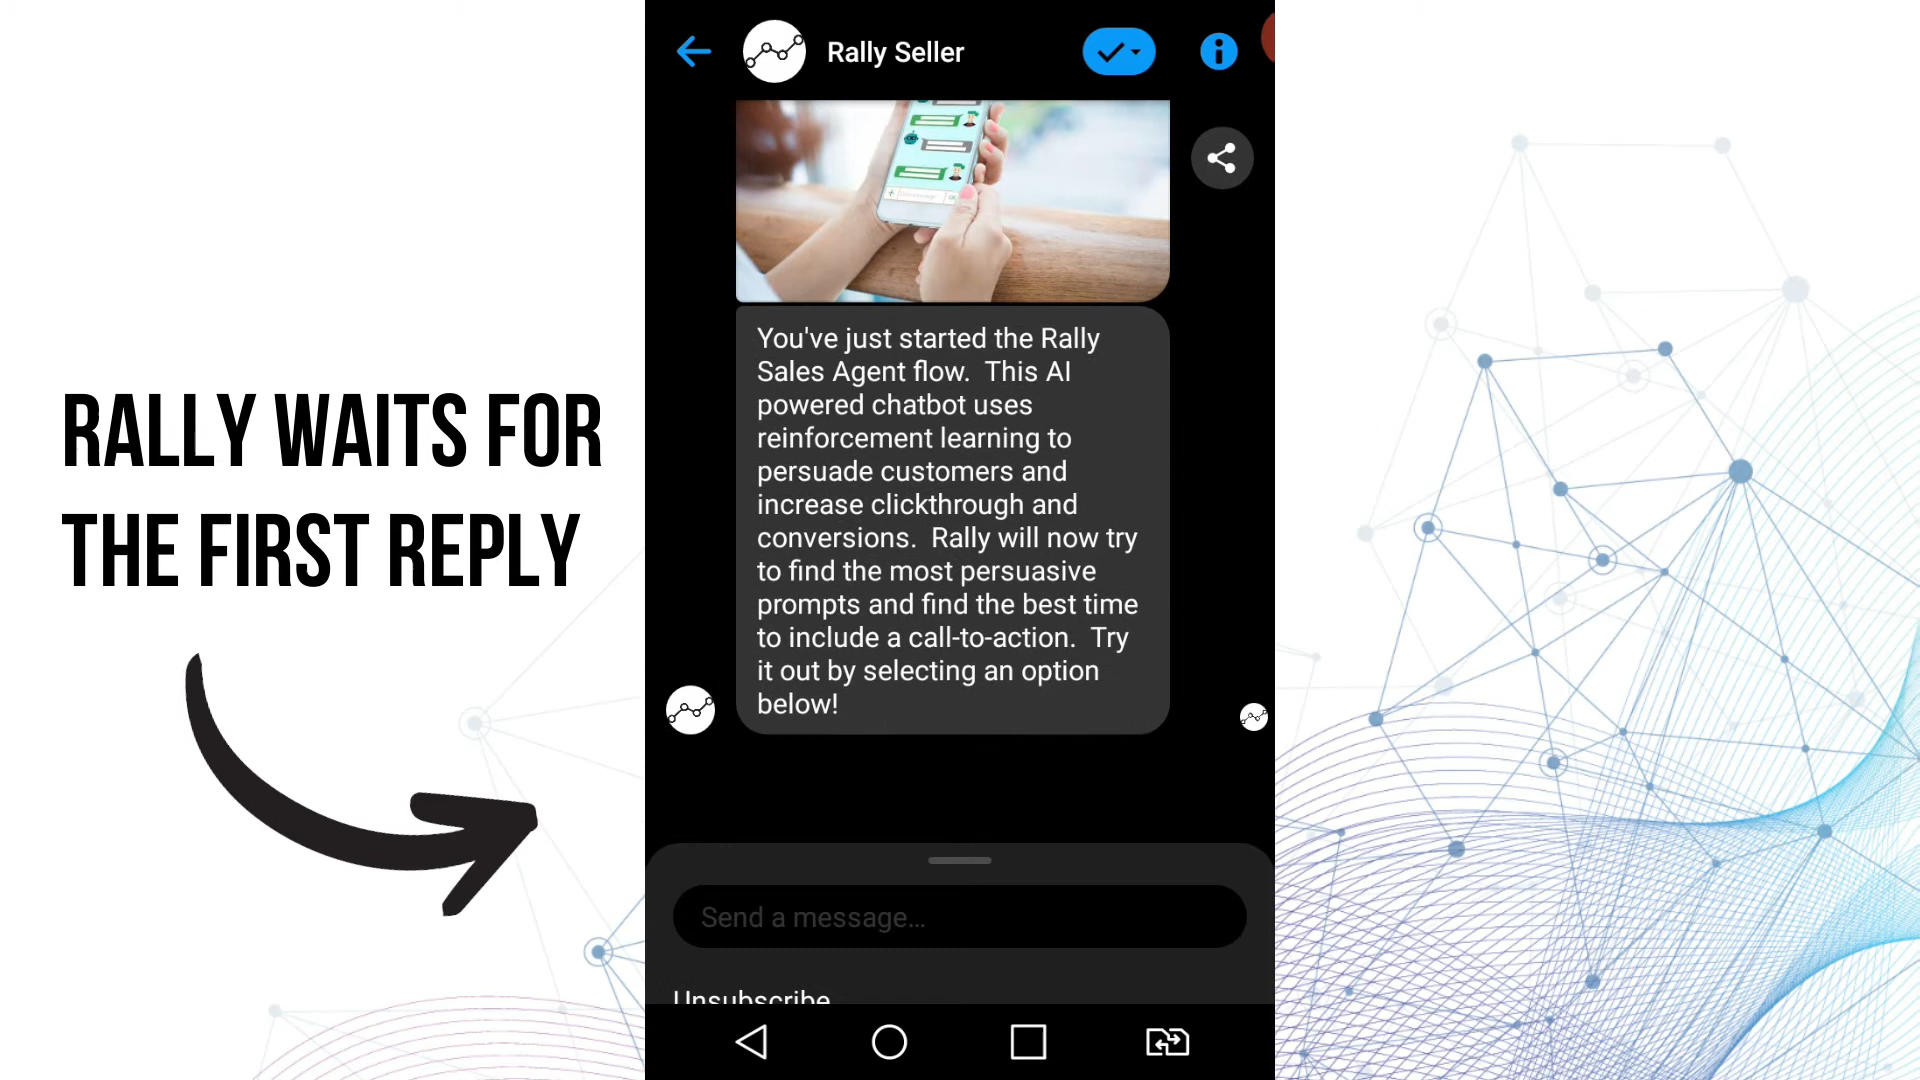 RALLY WAITS FOR
THE FIRST REPLY
Rally Seller
You've just started the Rally
Sales Agent flow.  This AI
powered chatbot uses
reinforcement learning to
persuade customers and
increase clickthrough and
conversions.  Rally will now try
to find the most persuasive
prompts and find the best time
to include a call-to-action.  Try
it out by selecting an option
below!
Send a message...
Unsubscribe